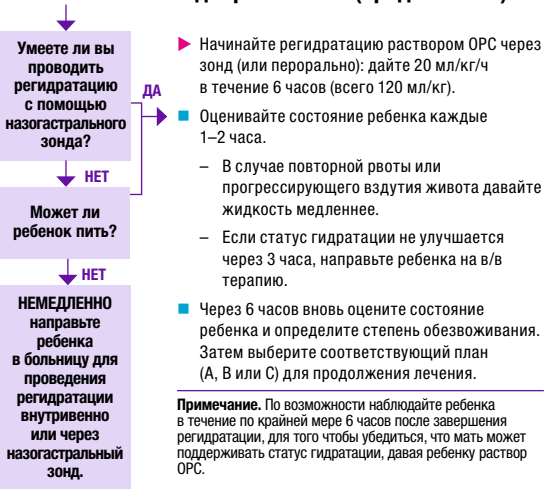 Умеете ли вы
проводить
регидратацию
с помощью
назогастрального
зонда?
ДА
НЕТ
Может ли
ребенок пить?
НЕТ
НЕМЕДЛЕННО
направьте
ребенка
в больницу для
проведения
регидратации
внутривенно
или через
назогастральный
зонд.
Начинайте регидратацию раствором ОРС через
зонд (или перорально): дайте 20 мл/кг/ч
в течение 6 часов (всего 120 мл/кг).
Оценивайте состояние ребенка каждые
1–2 часа.
– В случае повторной рвоты или
прогрессирующего вздутия живота давайте
жидкость медленнее.
– Если статус гидратации не улучшается
через 3 часа, направьте ребенка на в/в
терапию.
Через 6 часов вновь оцените состояние
ребенка и определите степень обезвоживания.
Затем выберите соответствующий план
(A, B или C) для продолжения лечения.
Примечание. По возможности наблюдайте ребенка
в течение по крайней мере 6 часов после завершения
регидратации, для того чтобы убедиться, что мать может
поддерживать статус гидратации, давая ребенку раствор
ОРС.